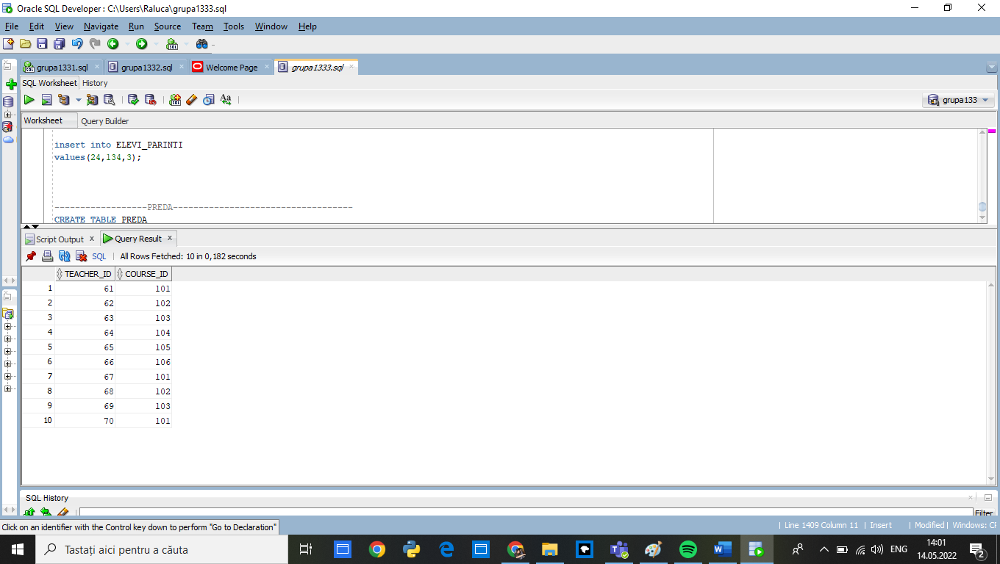 Oracle SQL Developer : C:\Users\Raluca\grupa1333.sql
File Edit View Navigate Run Source Team Tools Window Help
grupa1331.sql grupa1332.sql Welcome Page grupa1333.sql
SQL Worksheet History
grupa133
Worksheet Query Builder
insert into ELEVI_PARINTI
values(24,134,3);
------------------PREDA-----------------------------------
CREATE TABLE PREDA
Script Output x Query Result x
SQL | All Rows Fetched: 10 in 0,182 seconds
TEACHER_ID COURSE_ID
1 61 101
2 62 102
3 63 103
4 64 104
5 65 105
6 66 106
7 67 101
8 68 102
9 69 103
10 70 101
SQL History
Filter
Click on an identifier with the Control key down to perform "Go to Declaration"
| Line 1409 Column 11 | Insert | Modified | Windows: CF
Tastați aici pentru a căuta
ENG
14:01
14.05.2022
2